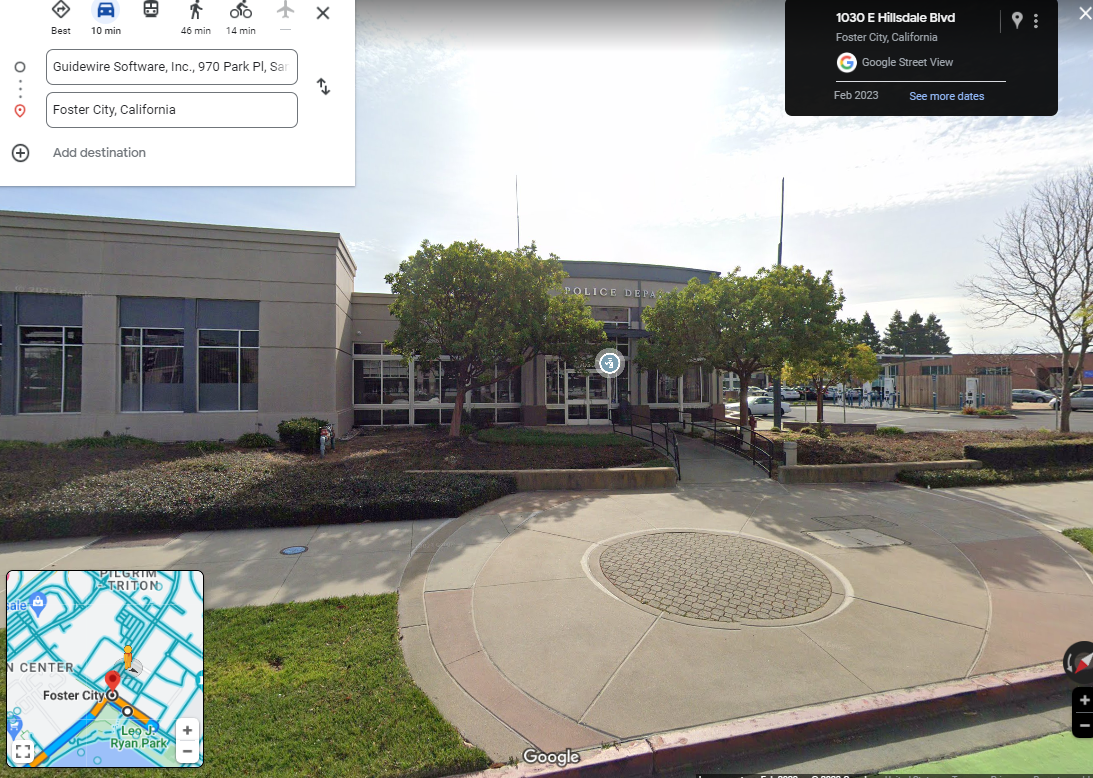 Best
10 min
46 min
14 min
—
Guidewire Software, Inc., 970 Park Pl, Sar
Foster City, California
Add destination
1030 E Hillsdale Blvd
Foster City, California
Google Street View
Feb 2023
See more dates
POLICE DEPA
PILGRIM
TRITON
sale
N CENTER
Foster City
Leo J.
Ryan Park
Google